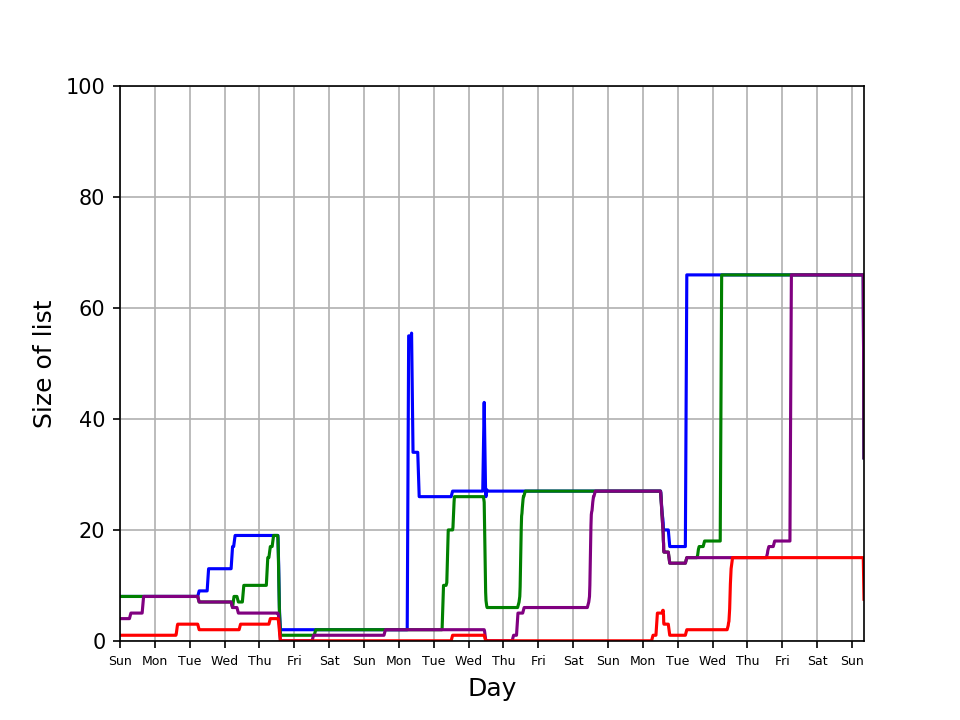 100
80
60
40
20
0
Size of list
Sun Mon Tue Wed Thu Fri Sat Sun Mon Tue Wed Thu Fri Sat Sun Mon Tue Wed Thu Fri Sat Sun
Day